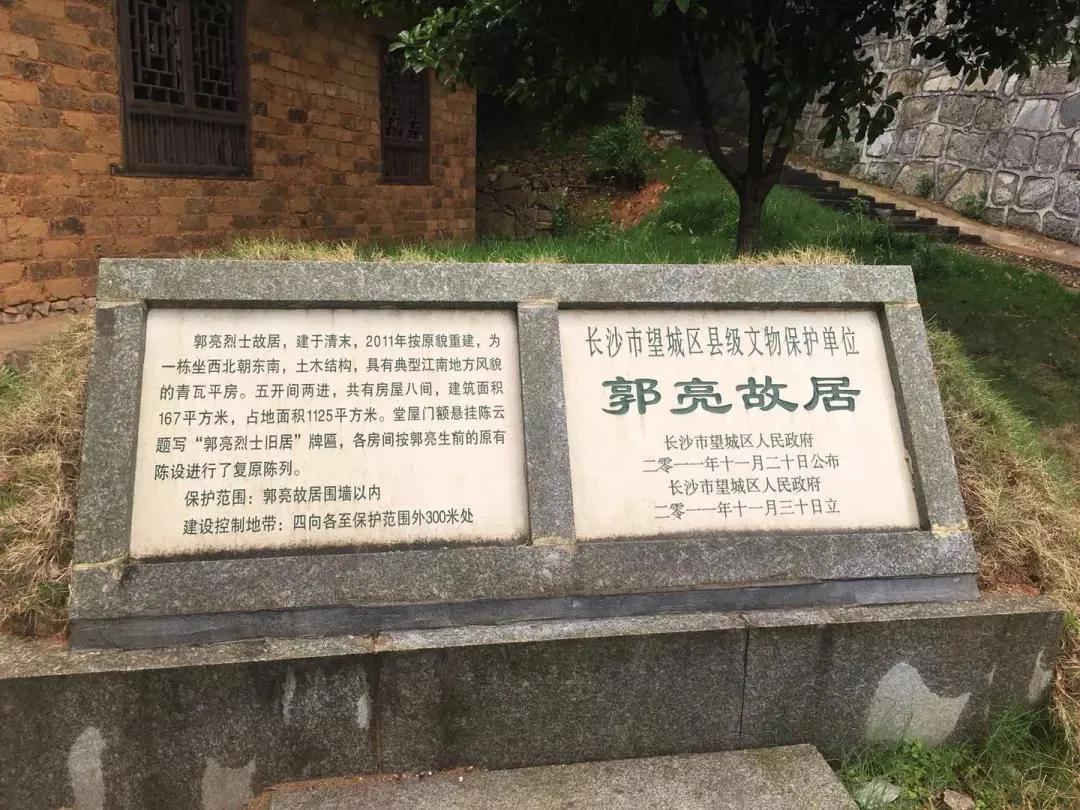 郭亮烈士故居，建于清末，2011年按原貌重建，为
一栋坐西北朝东南，土木结构，具有典型江南地方风貌
的青瓦平房。五开间两进，共有房屋八间，建筑面积
167平方米，占地面积1125平方米。堂屋门额悬挂陈云
题写“郭亮烈士旧居”牌匾，各房间按郭亮生前的原有
陈设进行了复原陈列。
保护范围：郭亮故居围墙以内
建设控制地带：四向各至保护范围外300米处
长沙市望城区县级文物保护单位
郭亮故居
长沙市望城区人民政府
二零一一年十一月二十日公布
长沙市望城区人民政府
二零一一年十一月三十日立